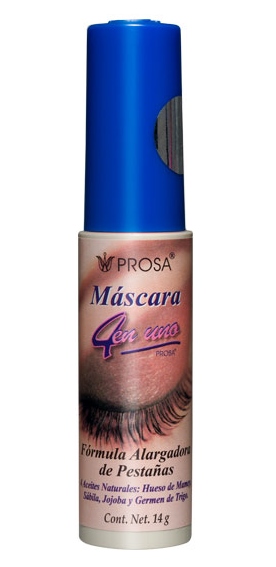 PROSA®
Máscara
4en uno
PROSA®
Fórmula Alargadora
de Pestañas
4 Aceites Naturales: Hueso de Mamey,
Sábila, Jojoba y Germen de Trigo.
Cont. Net. 14 g